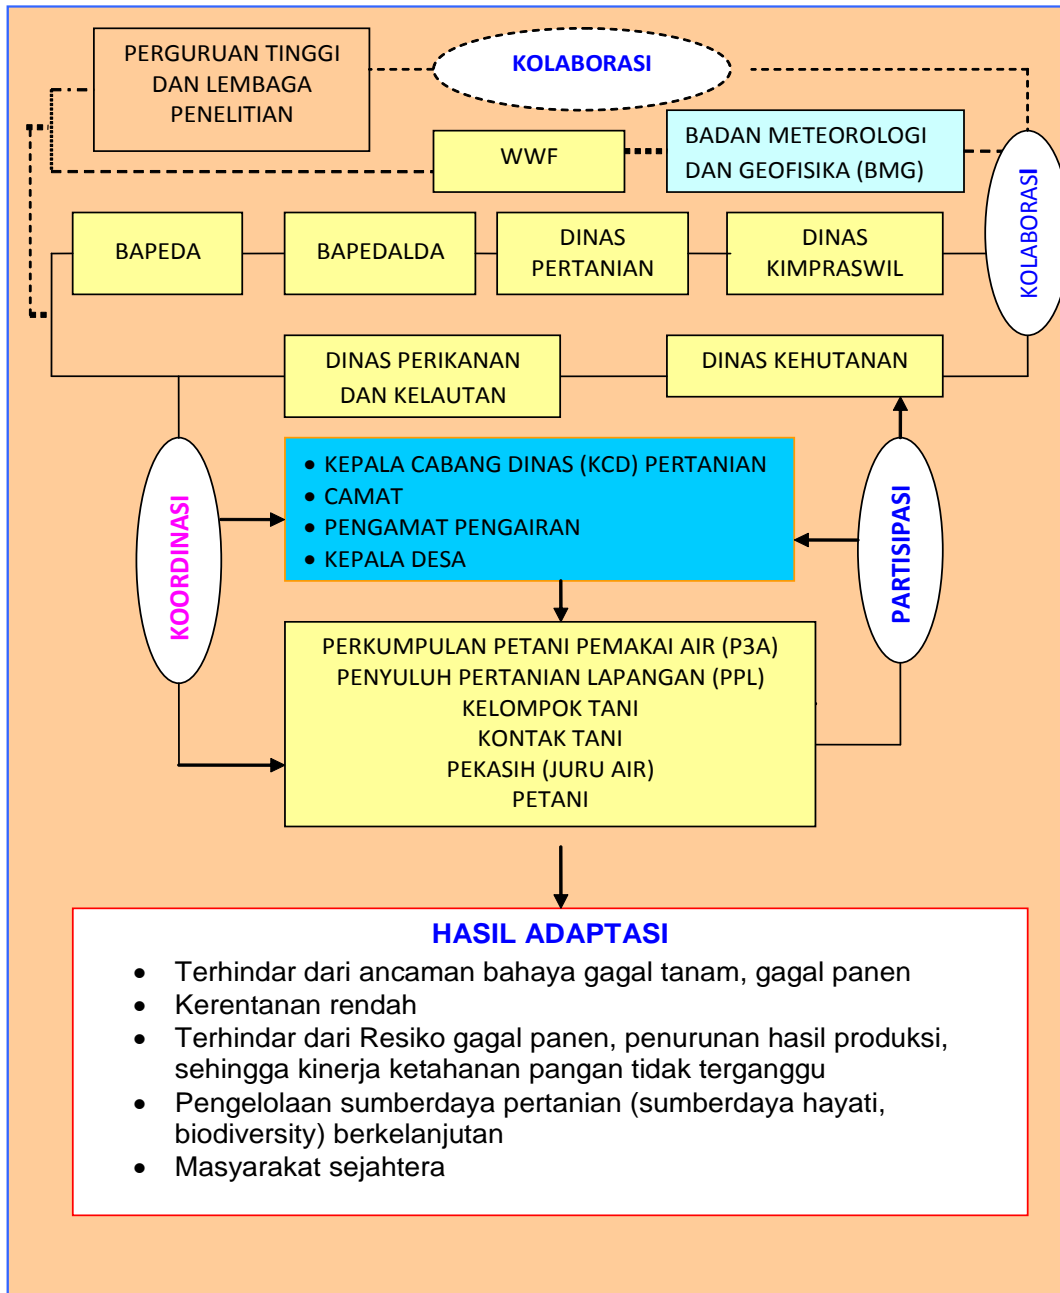 PERGURUAN TINGGI
DAN LEMBAGA
PENELITIAN
KOLABORASI
WWF
BADAN METEOROLOGI
DAN GEOFISIKA (BMG)
KOLABORASI
BAPEDA
BAPEDALDA
DINAS
PERTANIAN
DINAS
KIMPRASWIL
DINAS PERIKANAN
DAN KELAUTAN
DINAS KEHUTANAN
KOORDINASI
• KEPALA CABANG DINAS (KCD) PERTANIAN
• CAMAT
• PENGAMAT PENGAIRAN
• KEPALA DESA
PARTISIPASI
PERKUMPULAN PETANI PEMAKAI AIR (P3A)
PENYULUH PERTANIAN LAPANGAN (PPL)
KELOMPOK TANI
KONTAK TANI
PEKASIH (JURU AIR)
PETANI
HASIL ADAPTASI
• Terhindar dari ancaman bahaya gagal tanam, gagal panen
• Kerentanan rendah
• Terhindar dari Resiko gagal panen, penurunan hasil produksi,
sehingga kinerja ketahanan pangan tidak terganggu
• Pengelolaan sumberdaya pertanian (sumberdaya hayati,
biodiversity) berkelanjutan
• Masyarakat sejahtera